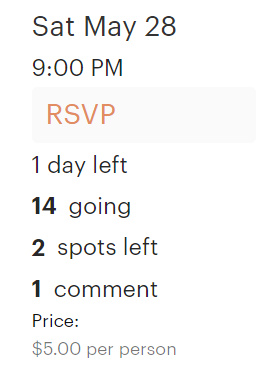 Sat May 28
9:00 PM
RSVP
1 day left
14 going
2 spots left
1 comment
Price:
$5.00 per person